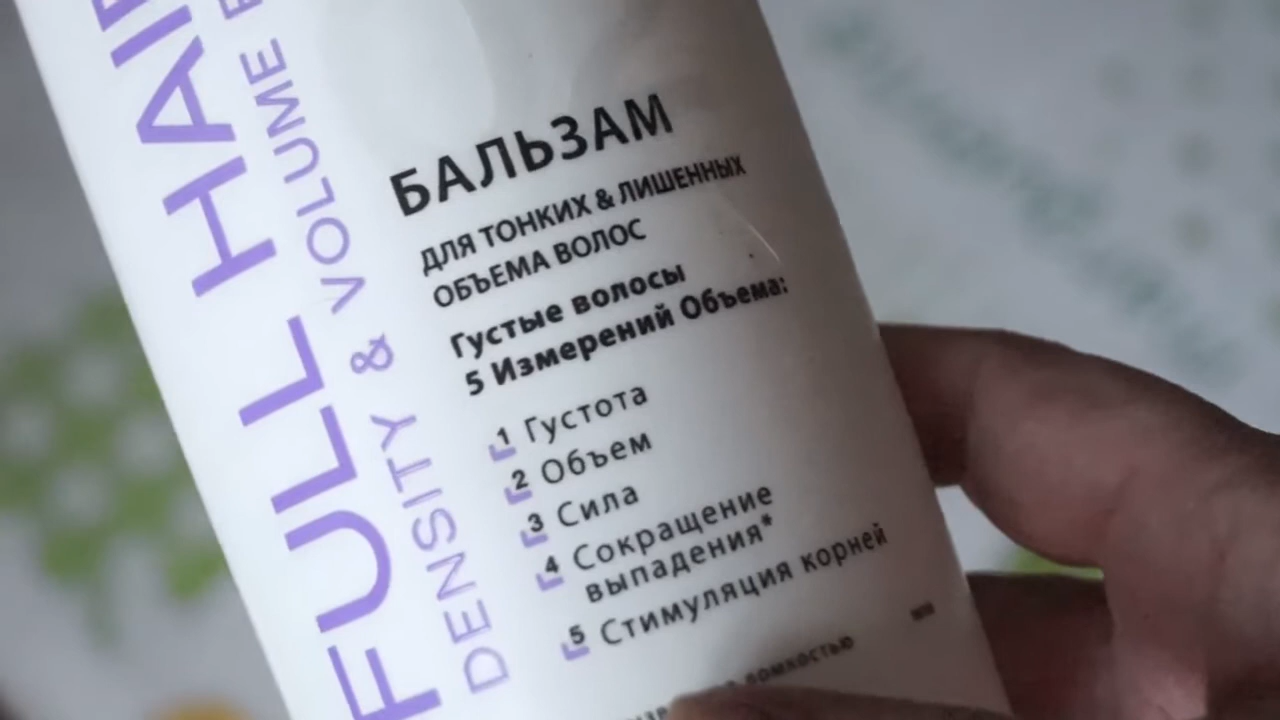 FULL HAIR
DENSITY & VOLUME
БАЛЬЗАМ
ДЛЯ ТОНКИХ & ЛИШЕННЫХ
ОБЪЕМА ВОЛОС
Густые волосы
5 Измерений Объема:
1 Густота
2 Объем
3 Сила
4 Сокращение
выпадения*
5 Стимуляция корней
ломкостью